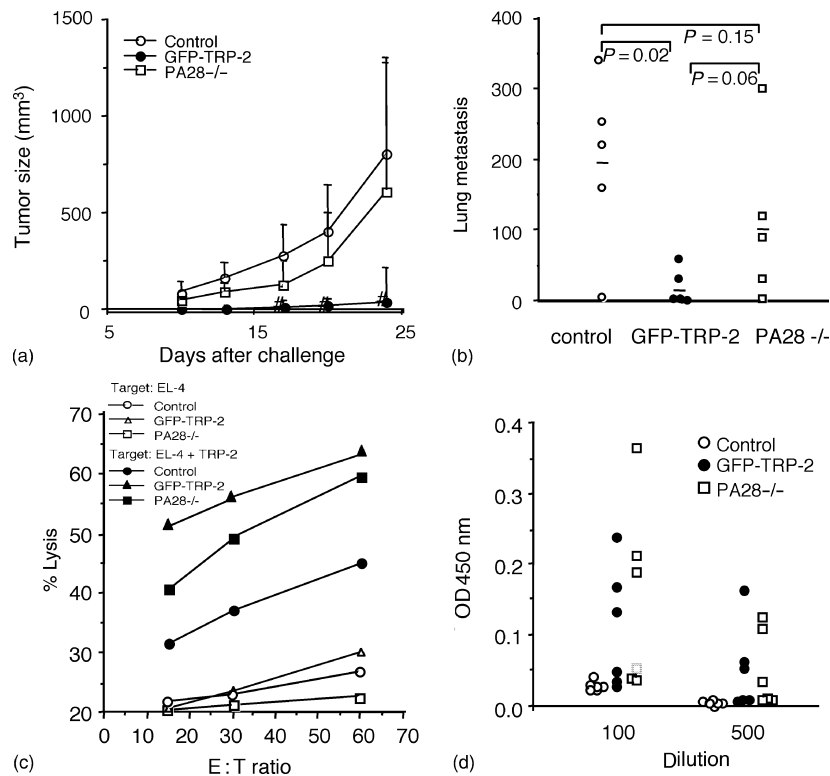 1500
1000
500
0
Tumor size (mm³)
Control
GFP-TRP-2
PA28−/−
#
#
#
5
15
25
Days after challenge
(a)
400
300
200
100
0
Lung metastasis
P = 0.15
P = 0.02
P = 0.06
control
GFP-TRP-2
PA28 -/-
(b)
Target: EL-4
Control
GFP-TRP-2
PA28-/-
Target: EL-4 + TRP-2
Control
GFP-TRP-2
PA28-/-
70
60
50
40
30
20
% Lysis
0
10
20
30
40
50
60
70
E : T ratio
(c)
0.4
0.3
0.2
0.1
0.0
OD 450 nm
Control
GFP-TRP-2
PA28−/−
100
500
Dilution
(d)